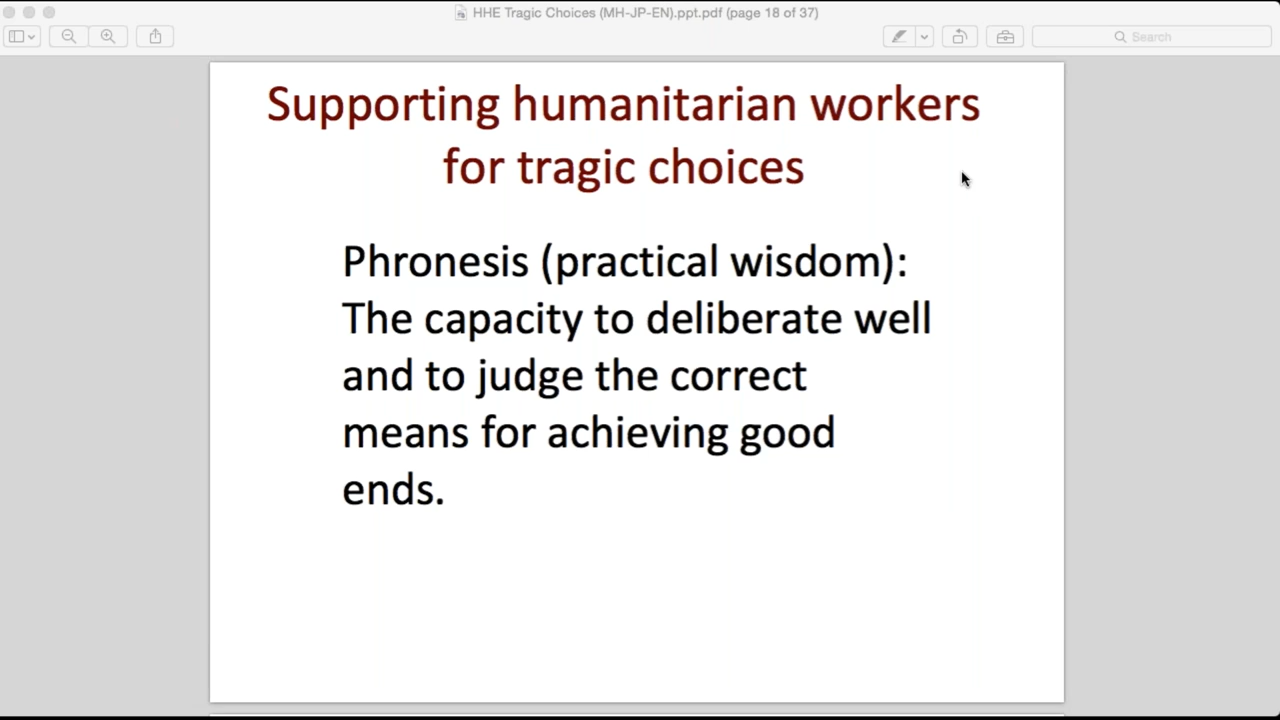 HHE Tragic Choices (MH-JP-EN).ppt.pdf (page 18 of 37)
Search
Supporting humanitarian workers
for tragic choices
Phronesis (practical wisdom):
The capacity to deliberate well
and to judge the correct
means for achieving good
ends.